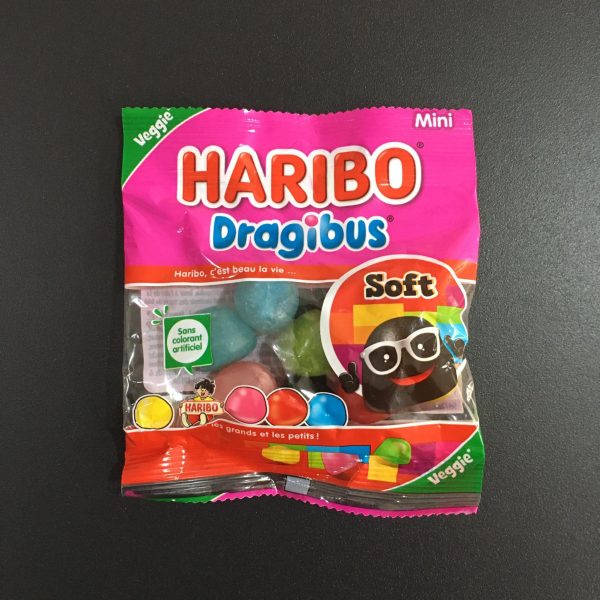 Veggie
Mini
HARIBO®
Dragibus®
Haribo, c'est beau la vie ...
Soft
Sans
colorant
artificiel
HARIBO
les grands et les petits !
Veggie